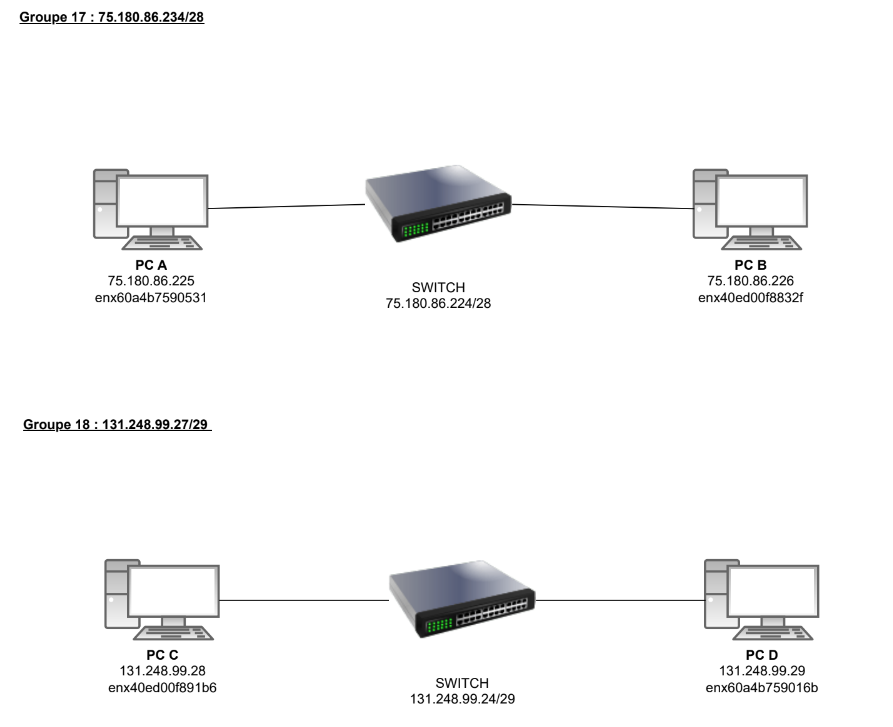 Groupe 17 : 75.180.86.234/28
PC A
75.180.86.225
enx60a4b7590531
SWITCH
75.180.86.224/28
PC B
75.180.86.226
enx40ed00f8832f
Groupe 18 : 131.248.99.27/29
PC C
131.248.99.28
enx40ed00f891b6
SWITCH
131.248.99.24/29
PC D
131.248.99.29
enx60a4b759016b